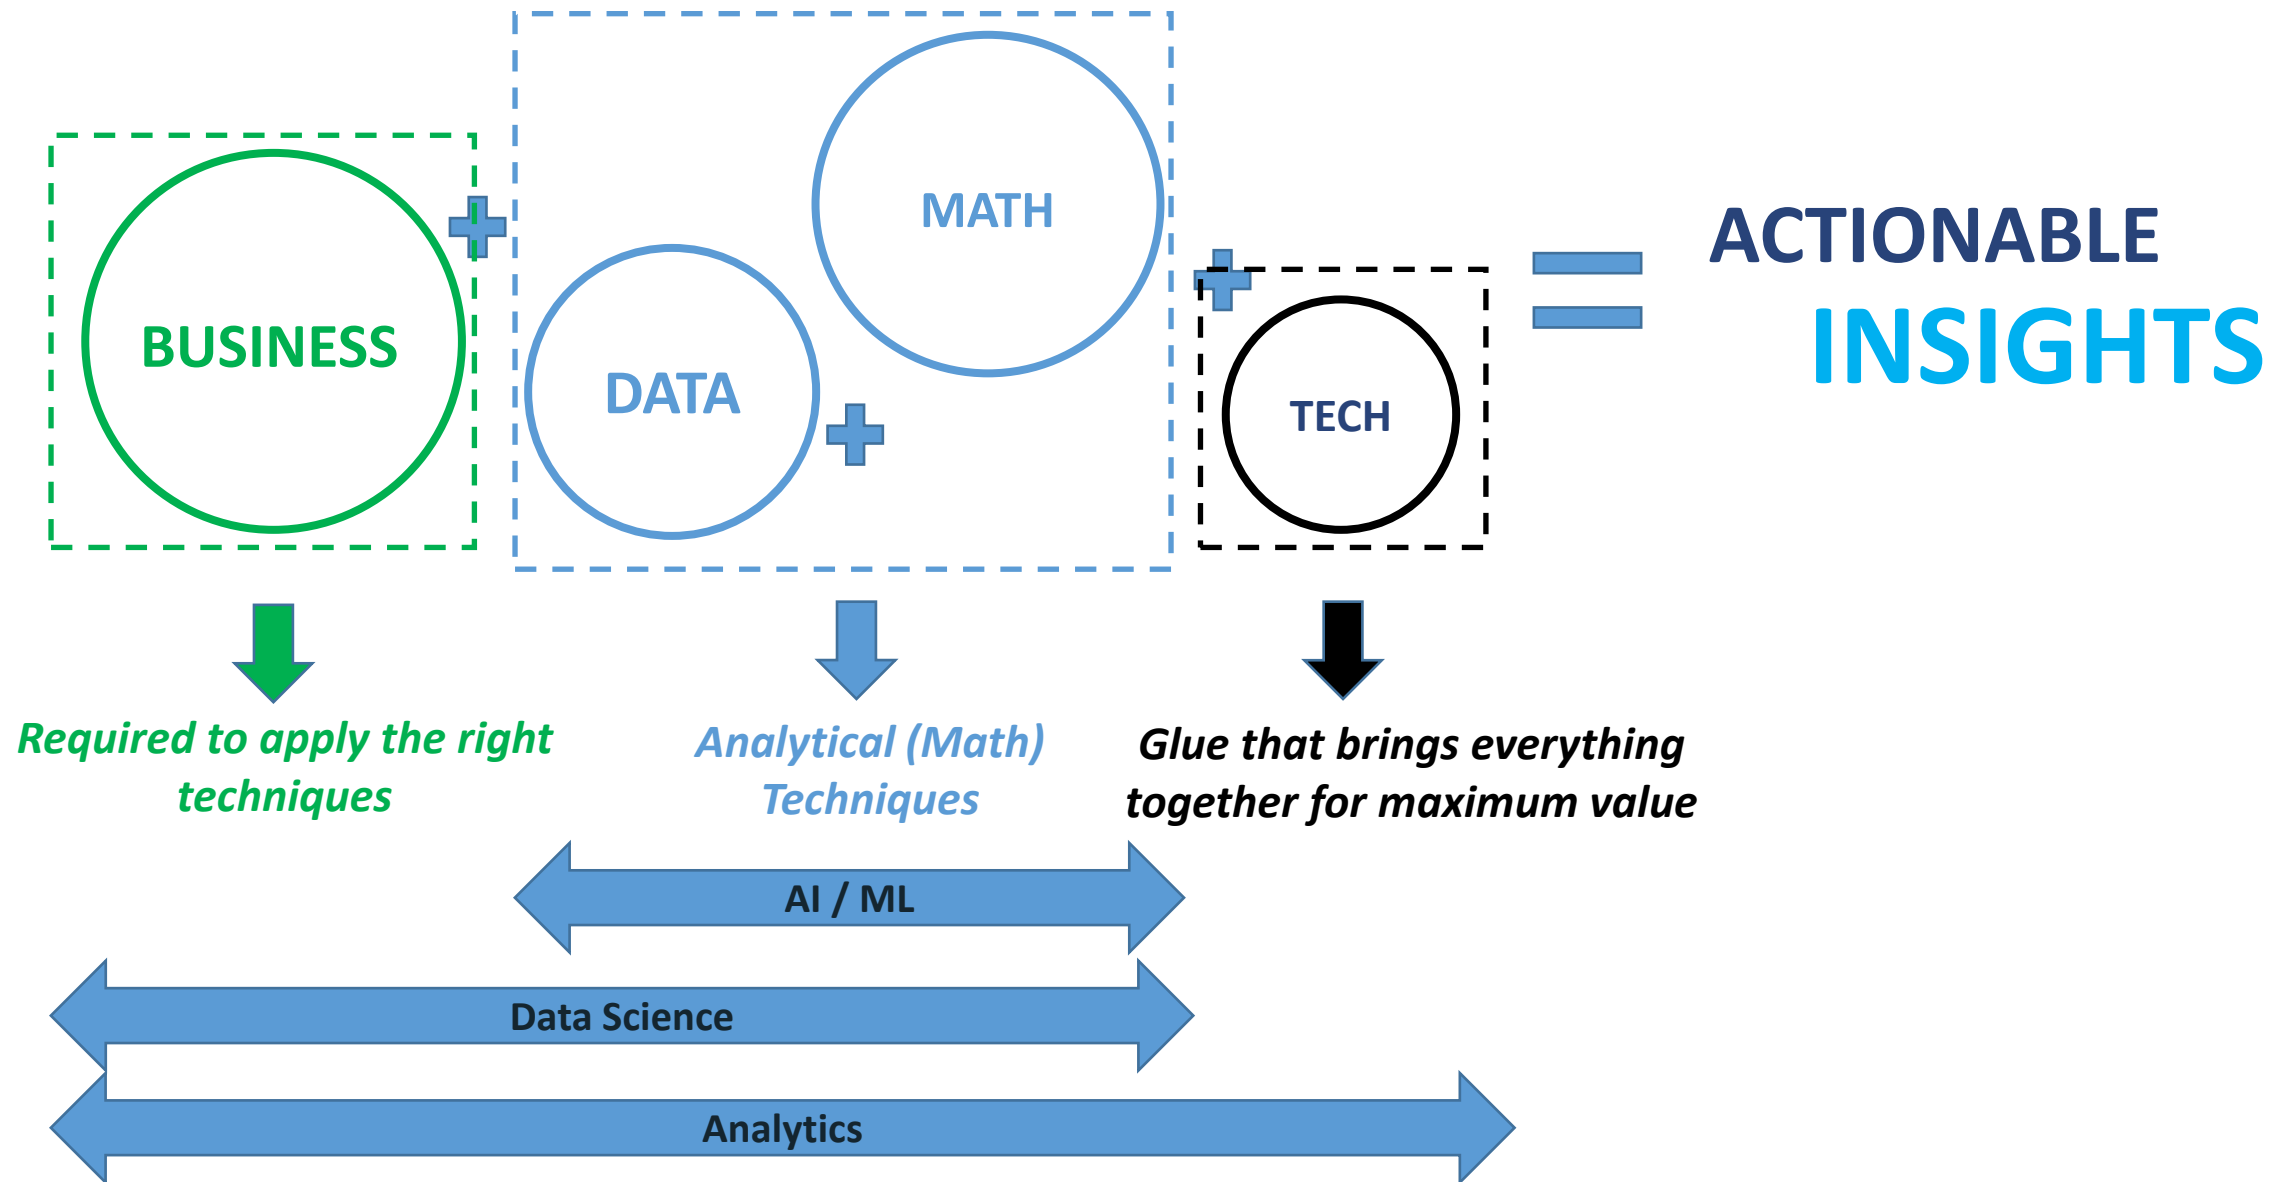 BUSINESS
DATA
MATH
TECH
ACTIONABLE
INSIGHTS
Required to apply the right
techniques
Analytical (Math)
Techniques
Glue that brings everything
together for maximum value
AI / ML
Data Science
Analytics